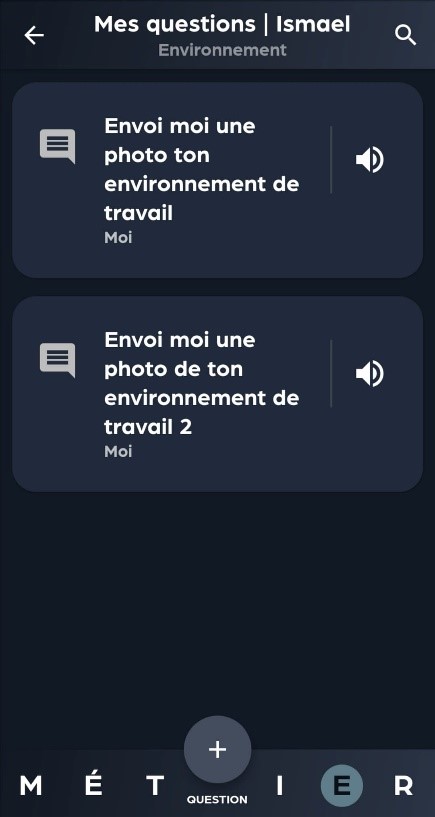 Mes questions | Ismael
Environnement
Envoi moi une
photo ton
environnement de
travail
Moi
Envoi moi une
photo de ton
environnement de
travail 2
Moi
M É T I E R
QUESTION